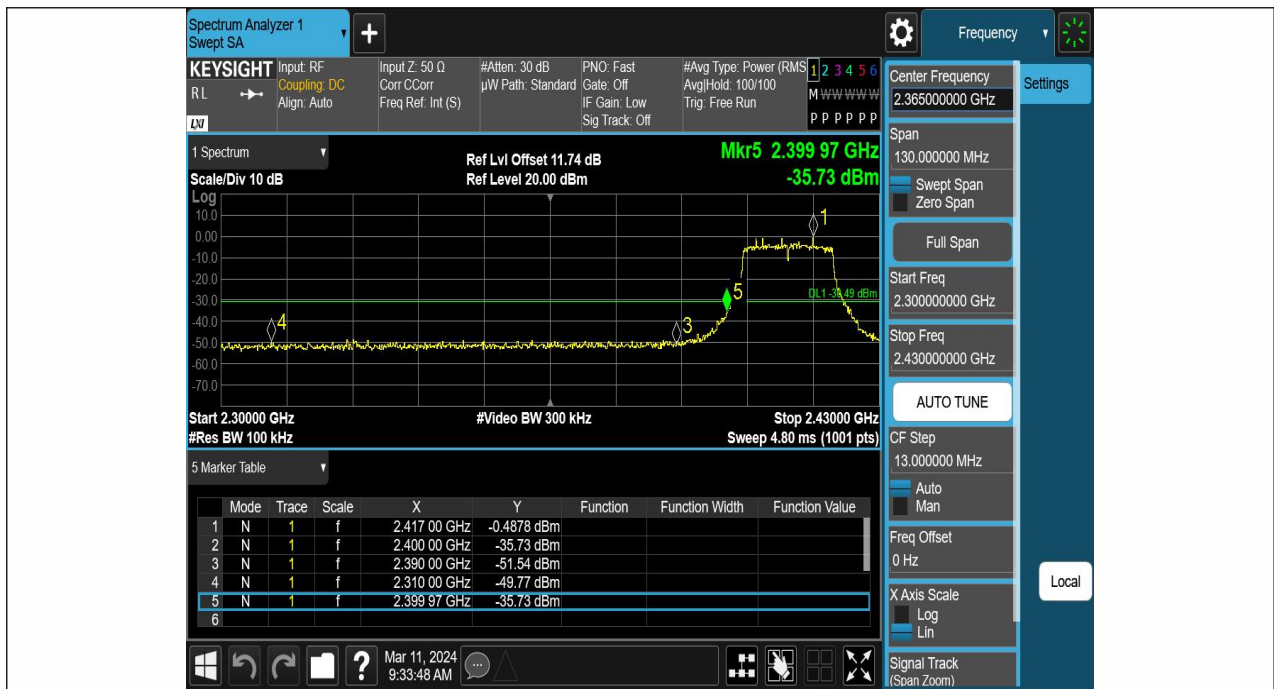 Spectrum Analyzer 1
Swept SA
+
Frequency
KEYSIGHT
RL
LXI
Input: RF
Coupling: DC
Align: Auto
Input Z: 50 Ω
Corr CCorr
Freq Ref: Int (S)
#Atten: 30 dB
µW Path: Standard
PNO: Fast
Gate: Off
IF Gain: Low
Sig Track: Off
#Avg Type: Power (RMS
Avg|Hold: 100/100
Trig: Free Run
1 2 3 4 5 6
M W W W W W
P P P P P P
1 Spectrum
Scale/Div 10 dB
Ref Lvl Offset 11.74 dB
Ref Level 20.00 dBm
Mkr5 2.399 97 GHz
-35.73 dBm
Log
10.0
0.00
-10.0
-20.0
-30.0
-40.0
-50.0
-60.0
-70.0
1
5
DL1 -30.49 dBm
4
3
Start 2.30000 GHz
#Video BW 300 kHz
Stop 2.43000 GHz
#Res BW 100 kHz
Sweep 4.80 ms (1001 pts)
5 Marker Table
Mode Trace Scale X Y Function Function Width Function Value
1 N 1 f 2.417 00 GHz -0.4878 dBm
2 N 1 f 2.400 00 GHz -35.73 dBm
3 N 1 f 2.390 00 GHz -51.54 dBm
4 N 1 f 2.310 00 GHz -49.77 dBm
5 N 1 f 2.399 97 GHz -35.73 dBm
6
?
Mar 11, 2024
9:33:48 AM
Center Frequency
2.365000000 GHz
Settings
Span
130.000000 MHz
Swept Span
Zero Span
Full Span
Start Freq
2.300000000 GHz
Stop Freq
2.430000000 GHz
AUTO TUNE
CF Step
13.000000 MHz
Auto
Man
Freq Offset
0 Hz
Local
X Axis Scale
Log
Lin
Signal Track
(Span Zoom)